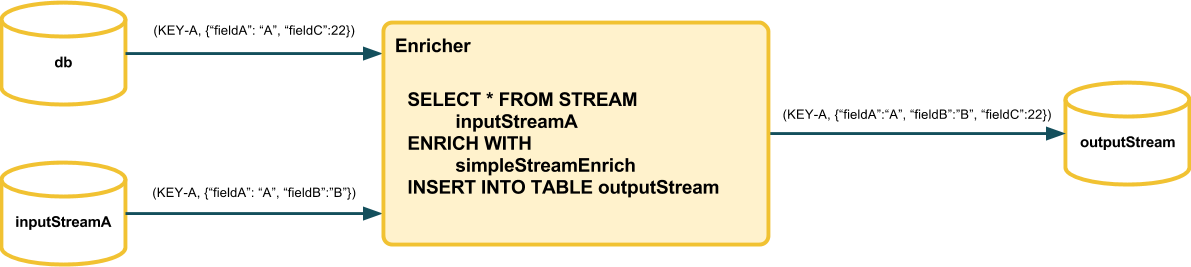 db
(KEY-A, {“fieldA”: “A”, “fieldC”:22})
inputStreamA
(KEY-A, {“fieldA”: “A”, “fieldB”:”B”})
Enricher
SELECT * FROM STREAM
inputStreamA
ENRICH WITH
simpleStreamEnrich
INSERT INTO TABLE outputStream
(KEY-A, {“fieldA”:“A”, “fieldB”:”B”, “fieldC”:22})
outputStream